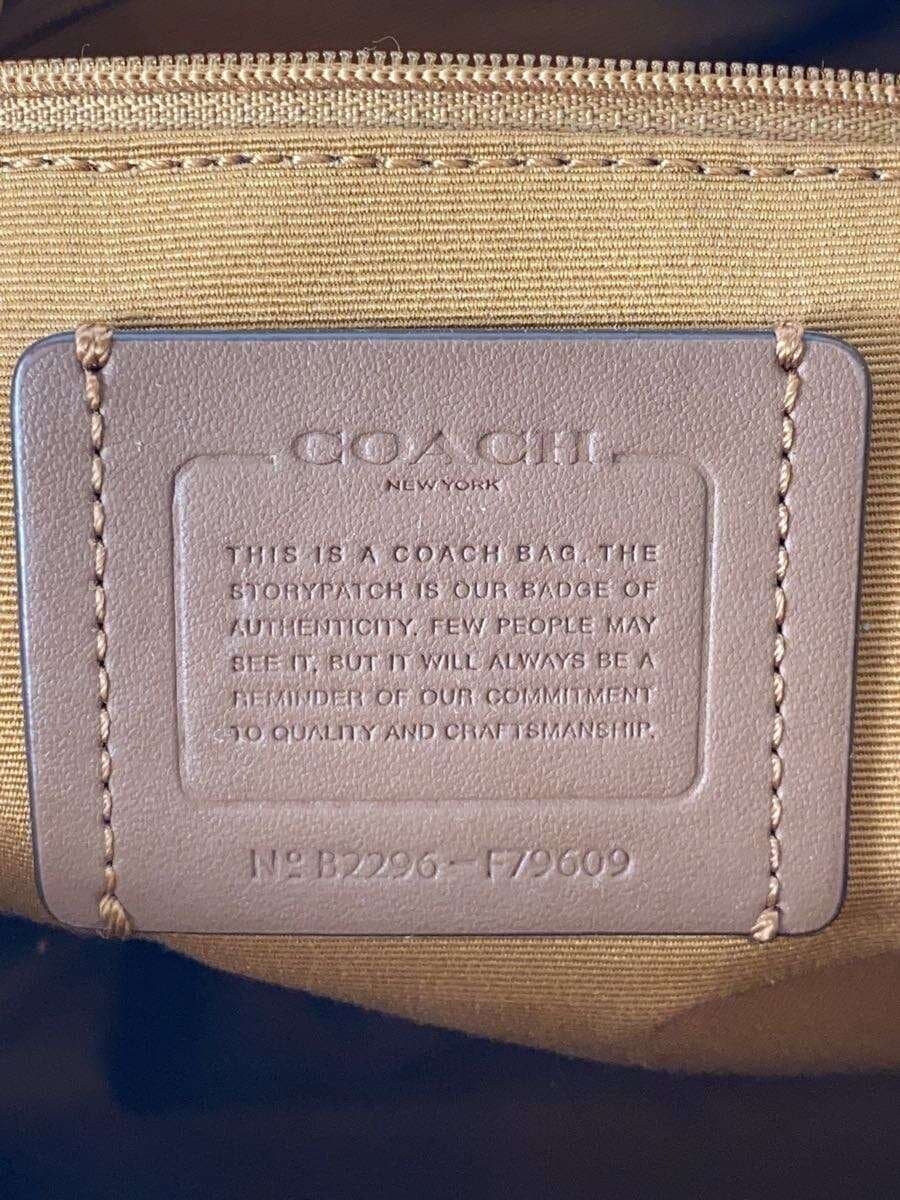 COACH
NEW YORK
THIS IS A COACH BAG. THE
STORYPATCH IS OUR BADGE OF
AUTHENTICITY. FEW PEOPLE MAY
SEE IT, BUT IT WILL ALWAYS BE A
REMINDER OF OUR COMMITMENT
TO QUALITY AND CRAFTSMANSHIP.
Nº B2296-F79609